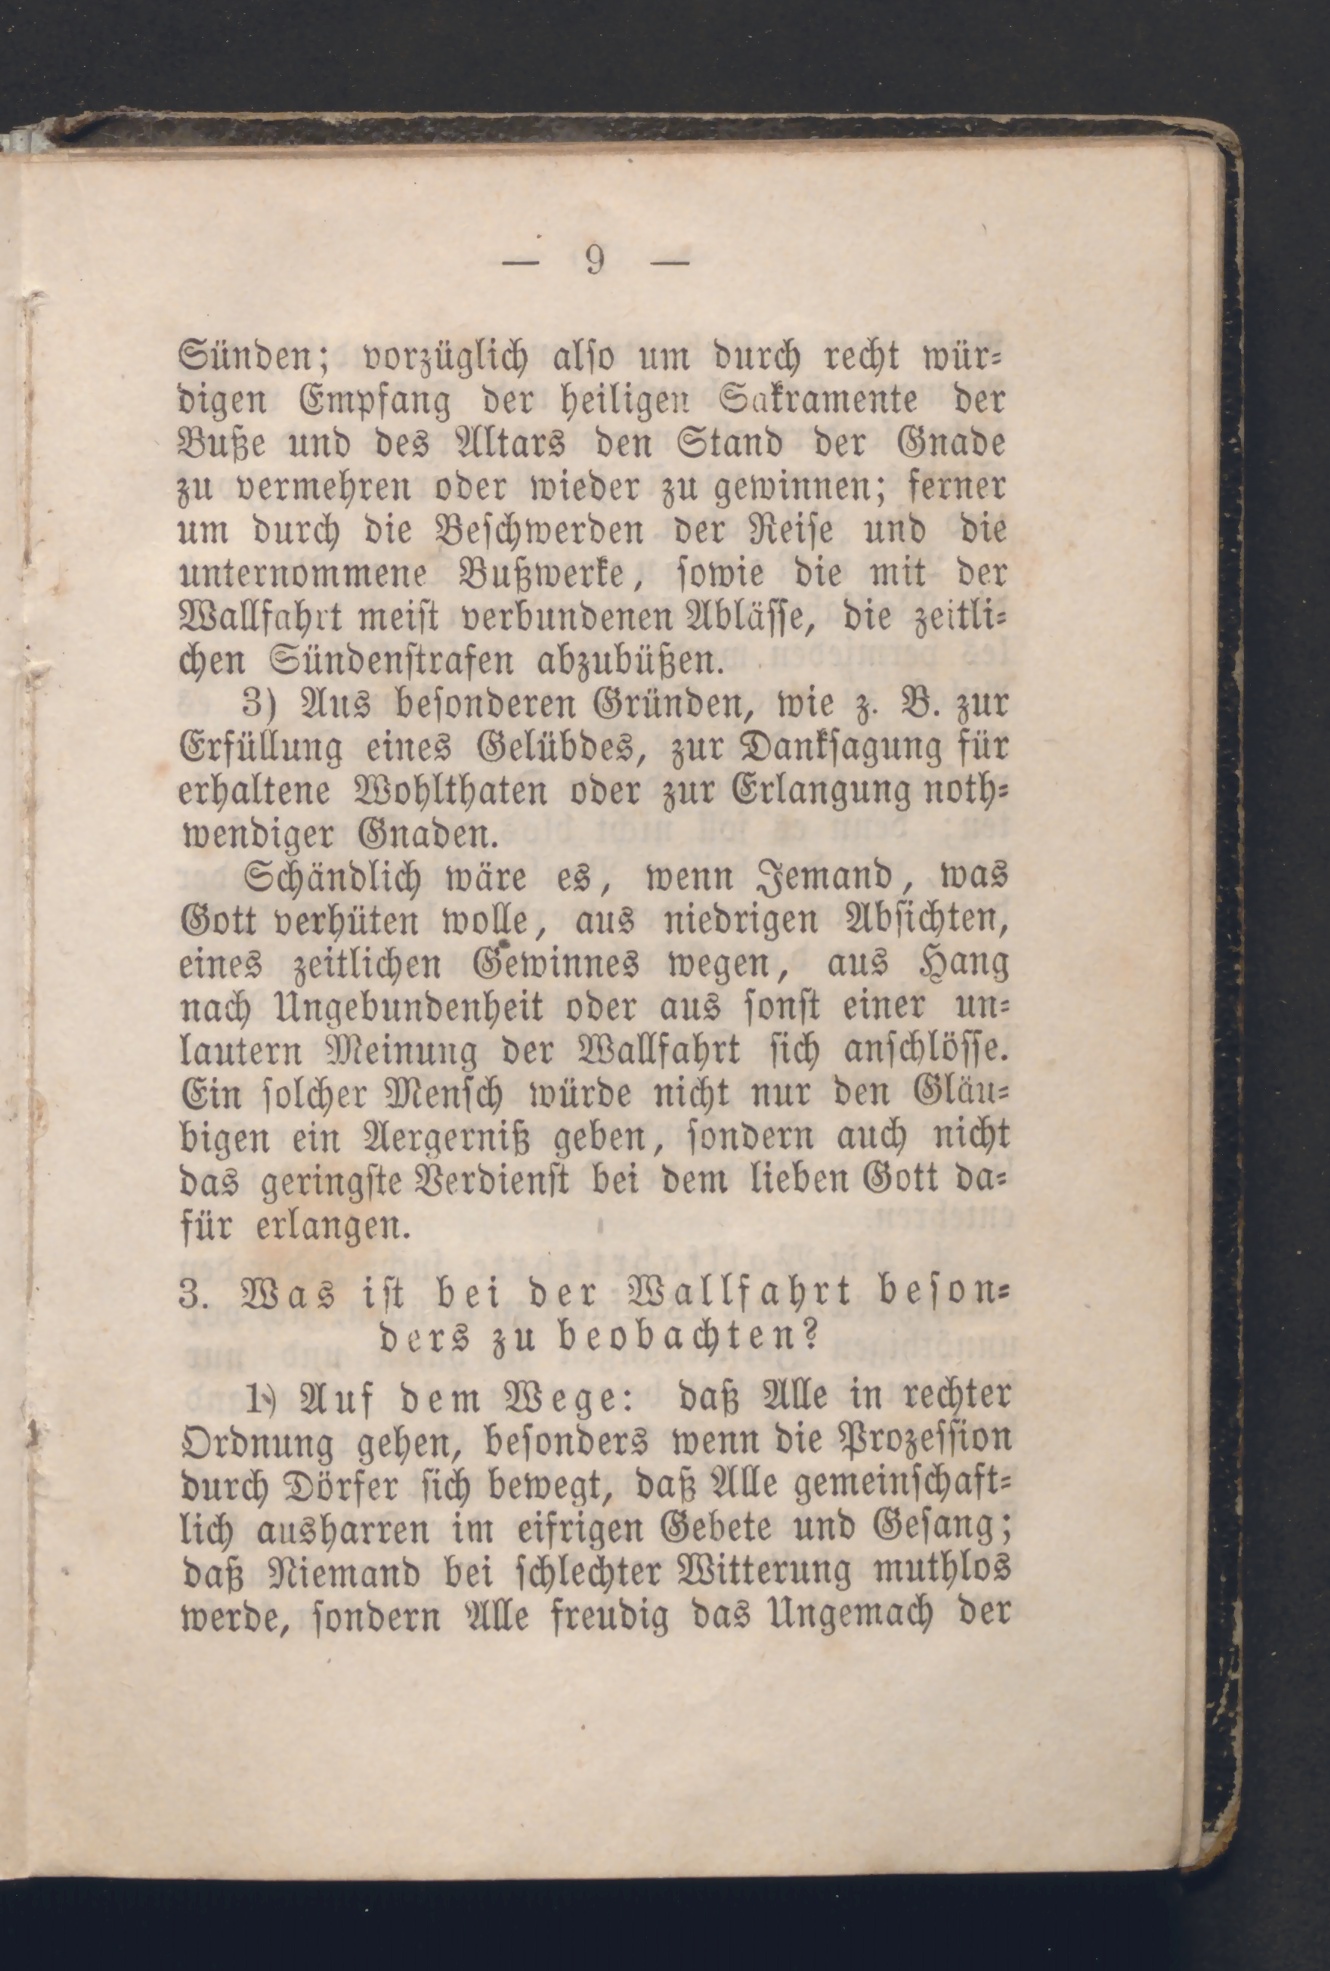 — 9 —
Sünden; vorzüglich also um durch recht wür-
digen Empfang der heiligen Sakramente der
Buße und des Altars den Stand der Gnade
zu vermehren oder wieder zu gewinnen; ferner
um durch die Beschwerden der Reise und die
unternommene Bußwerke, sowie die mit der
Wallfahrt meist verbundenen Ablässe, die zeitli-
chen Sündenstrafen abzubüßen.
3) Aus besonderen Gründen, wie z. B. zur
Erfüllung eines Gelübdes, zur Danksagung für
erhaltene Wohlthaten oder zur Erlangung noth-
wendiger Gnaden.
Schändlich wäre es, wenn Jemand, was
Gott verhüten wolle, aus niedrigen Absichten,
eines zeitlichen Gewinnes wegen, aus Hang
nach Ungebundenheit oder aus sonst einer un-
lautern Meinung der Wallfahrt sich anschlösse.
Ein solcher Mensch würde nicht nur den Gläu-
bigen ein Aergerniß geben, sondern auch nicht
das geringste Verdienst bei dem lieben Gott da-
für erlangen.
3. Was ist bei der Wallfahrt beson-
ders zu beobachten?
1) Auf dem Wege: daß Alle in rechter
Ordnung gehen, besonders wenn die Prozession
durch Dörfer sich bewegt, daß Alle gemeinschaft-
lich ausharren im eifrigen Gebete und Gesang;
daß Niemand bei schlechter Witterung muthlos
werde, sondern Alle freudig das Ungemach der